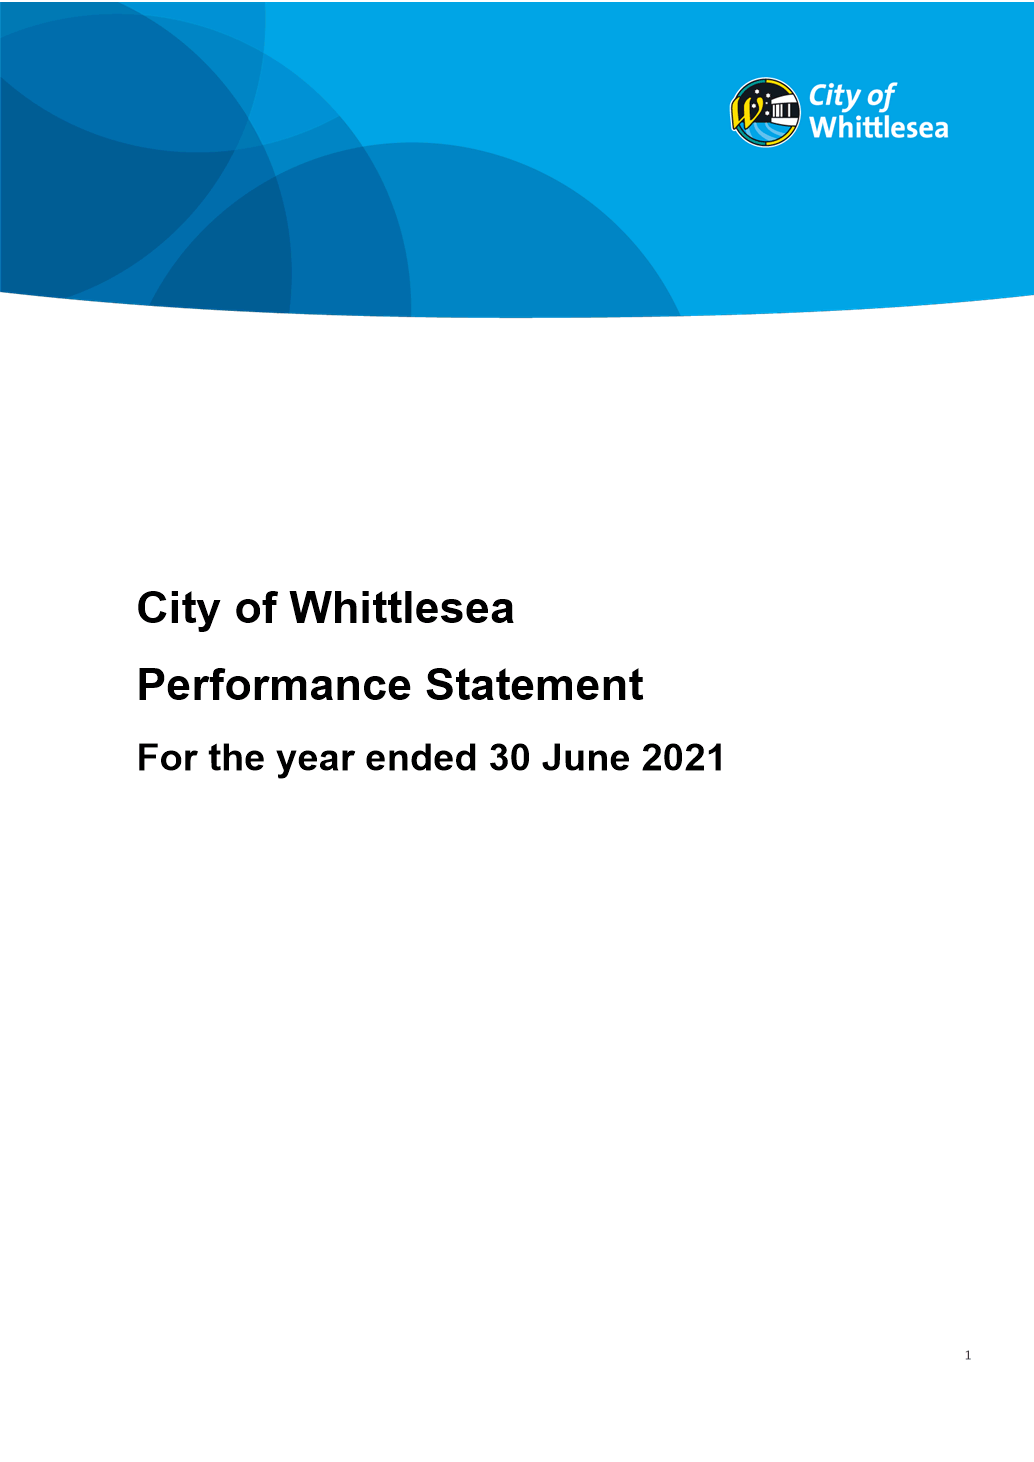 City of
Whittlesea
City of Whittlesea
Performance Statement
For the year ended 30 June 2021
1